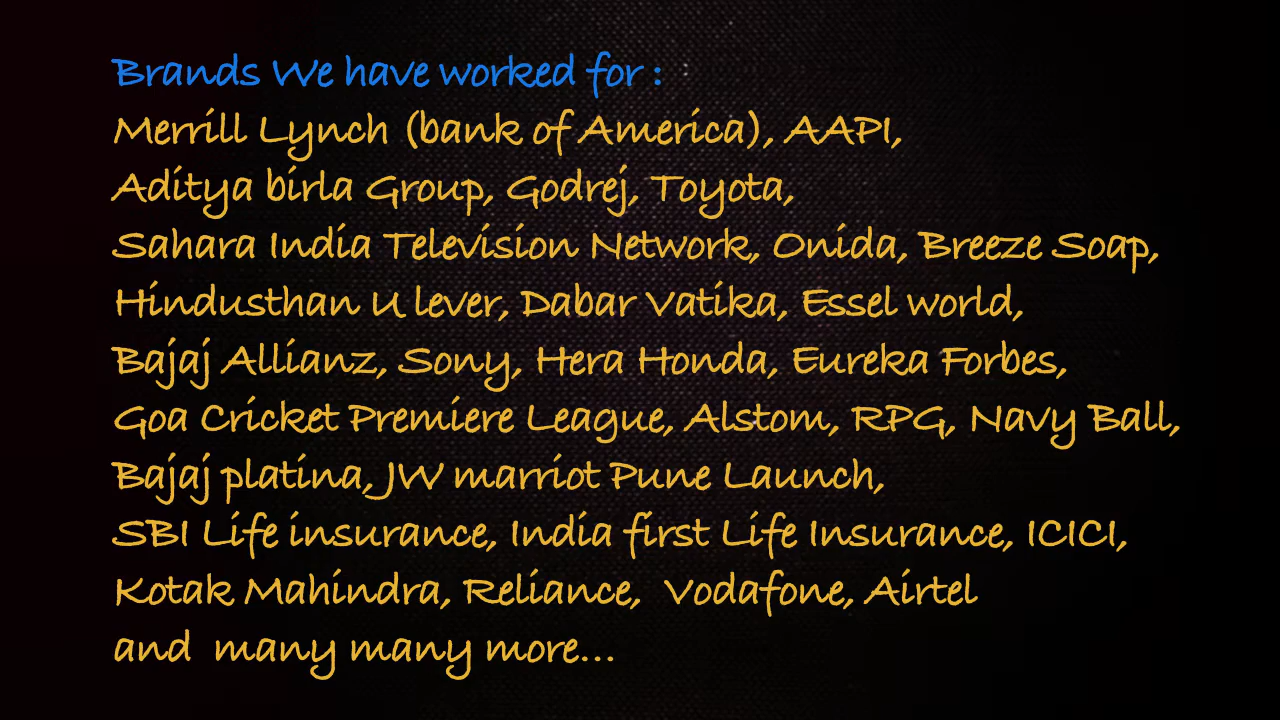 Brands We have worked for :
Merrill Lynch (bank of America), AAPI,
Aditya birla Group, Godrej, Toyota,
Sahara India Television Network, Onida, Breeze Soap,
Hindusthan U lever, Dabar Vatika, Essel world,
Bajaj Allianz, Sony, Hera Honda, Eureka Forbes,
Goa Cricket Premiere League, Alstom, RPG, Navy Ball,
Bajaj platina, JW marriot Pune Launch,
SBI Life insurance, India first Life Insurance, ICICI,
Kotak Mahindra, Reliance, Vodafone, Airtel
and many many more...